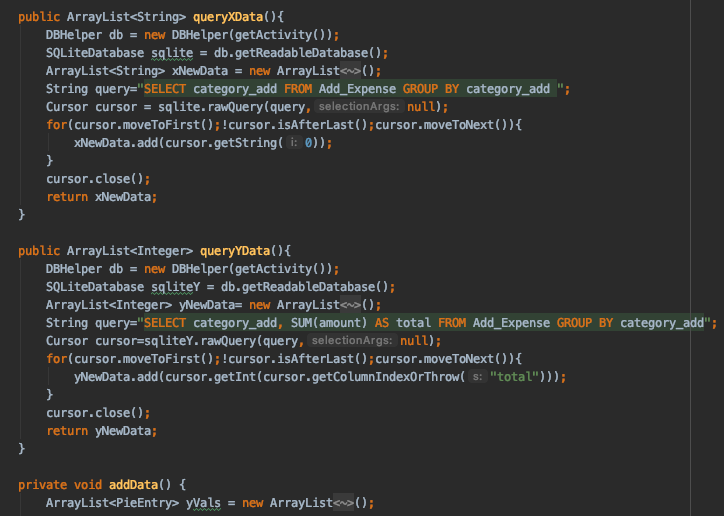 public ArrayList<String> queryXData(){
DBHelper db = new DBHelper(getActivity());
SQLiteDatabase sqlite = db.getReadableDatabase();
ArrayList<String> xNewData = new ArrayList<~>();
String query="SELECT category_add FROM Add_Expense GROUP BY category_add ";
Cursor cursor = sqlite.rawQuery(query, selectionArgs: null);
for(cursor.moveToFirst();!cursor.isAfterLast();cursor.moveToNext()){
xNewData.add(cursor.getString( i: 0));
}
cursor.close();
return xNewData;
}
public ArrayList<Integer> queryYData(){
DBHelper db = new DBHelper(getActivity());
SQLiteDatabase sqliteY = db.getReadableDatabase();
ArrayList<Integer> yNewData= new ArrayList<~>();
String query="SELECT category_add, SUM(amount) AS total FROM Add_Expense GROUP BY category_add";
Cursor cursor=sqliteY.rawQuery(query, selectionArgs: null);
for(cursor.moveToFirst();!cursor.isAfterLast();cursor.moveToNext()){
yNewData.add(cursor.getInt(cursor.getColumnIndexOrThrow( s: "total")));
}
cursor.close();
return yNewData;
}
private void addData() {
ArrayList<PieEntry> yVals = new ArrayList<~>();